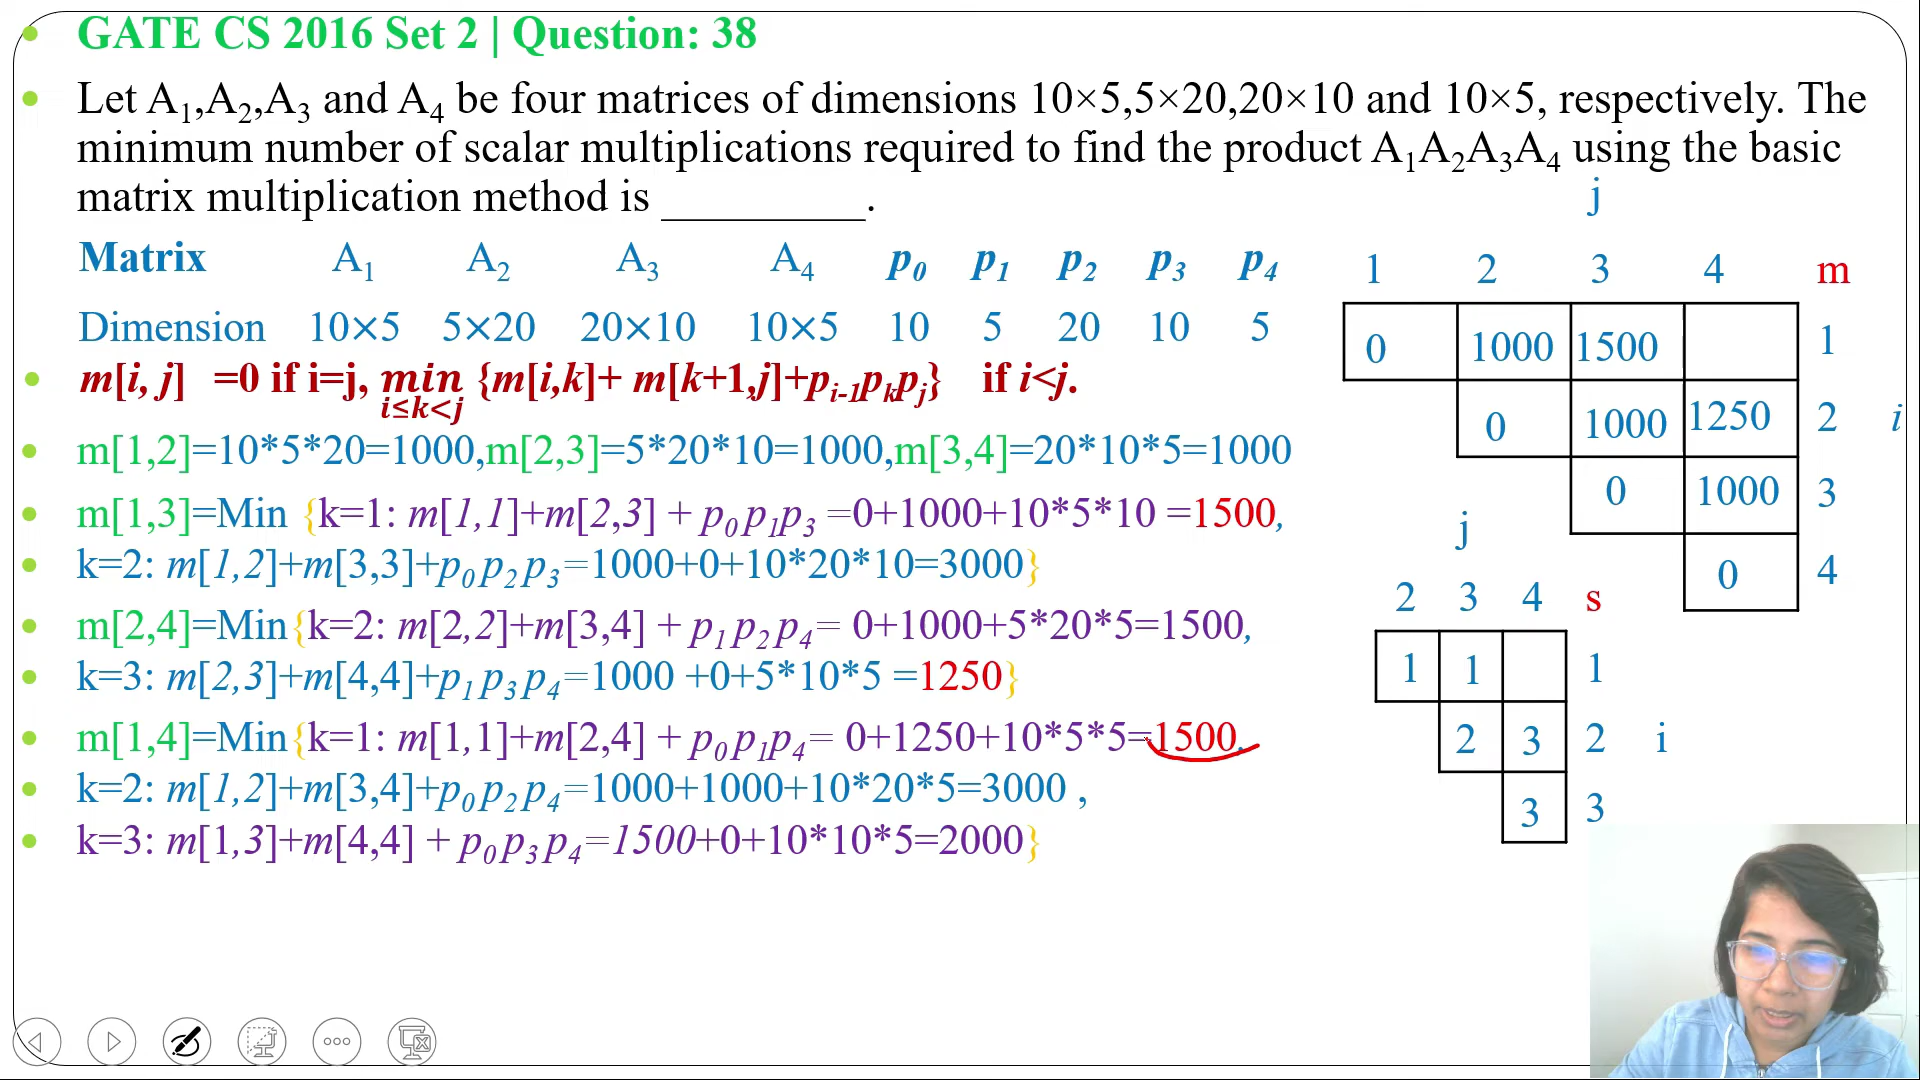 GATE CS 2016 Set 2 | Question: 38
Let A₁,A₂,A₃ and A₄ be four matrices of dimensions 10×5,5×20,20×10 and 10×5, respectively. The
minimum number of scalar multiplications required to find the product A₁A₂A₃A₄ using the basic
matrix multiplication method is _________.
Matrix A₁ A₂ A₃ A₄ p₀ p₁ p₂ p₃ p₄
Dimension 10×5 5×20 20×10 10×5 10 5 20 10 5
m[i, j] =0 if i=j, min {m[i,k]+ m[k+1,j]+pᵢ₋₁pₖpⱼ} if i<j.
i≤k<j
m[1,2]=10*5*20=1000,m[2,3]=5*20*10=1000,m[3,4]=20*10*5=1000
m[1,3]=Min {k=1: m[1,1]+m[2,3] + p₀p₁p₃ =0+1000+10*5*10 =1500,
k=2: m[1,2]+m[3,3]+p₀p₂p₃=1000+0+10*20*10=3000}
m[2,4]=Min{k=2: m[2,2]+m[3,4] + p₁p₂p₄= 0+1000+5*20*5=1500,
k=3: m[2,3]+m[4,4]+p₁p₃p₄=1000 +0+5*10*5 =1250}
m[1,4]=Min{k=1: m[1,1]+m[2,4] + p₀p₁p₄= 0+1250+10*5*5=1500,
k=2: m[1,2]+m[3,4]+p₀p₂p₄=1000+1000+10*20*5=3000 ,
k=3: m[1,3]+m[4,4] + p₀p₃p₄=1500+0+10*10*5=2000}
j
1 2 3 4 m
0 1000 1500 1
0 1000 1250 2 i
0 1000 3
0 4
j
2 3 4 s
1 1 1
2 3 2 i
3 3